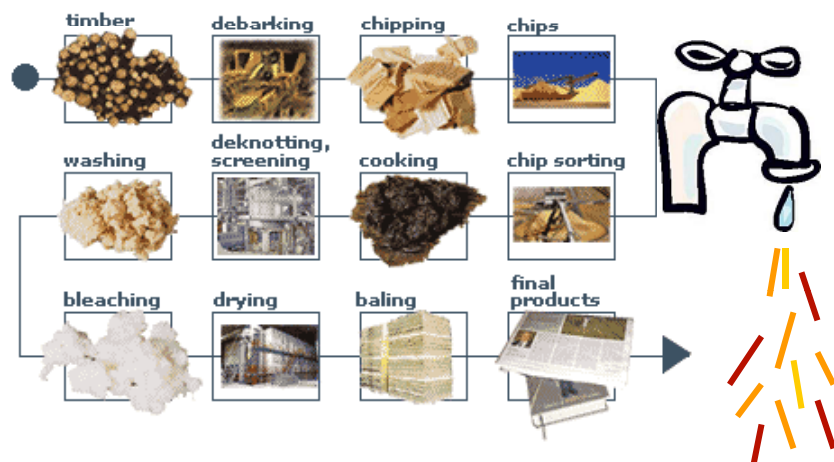 timber
debarking
chipping
chips
washing
deknotting,
screening
cooking
chip sorting
bleaching
drying
baling
final
products